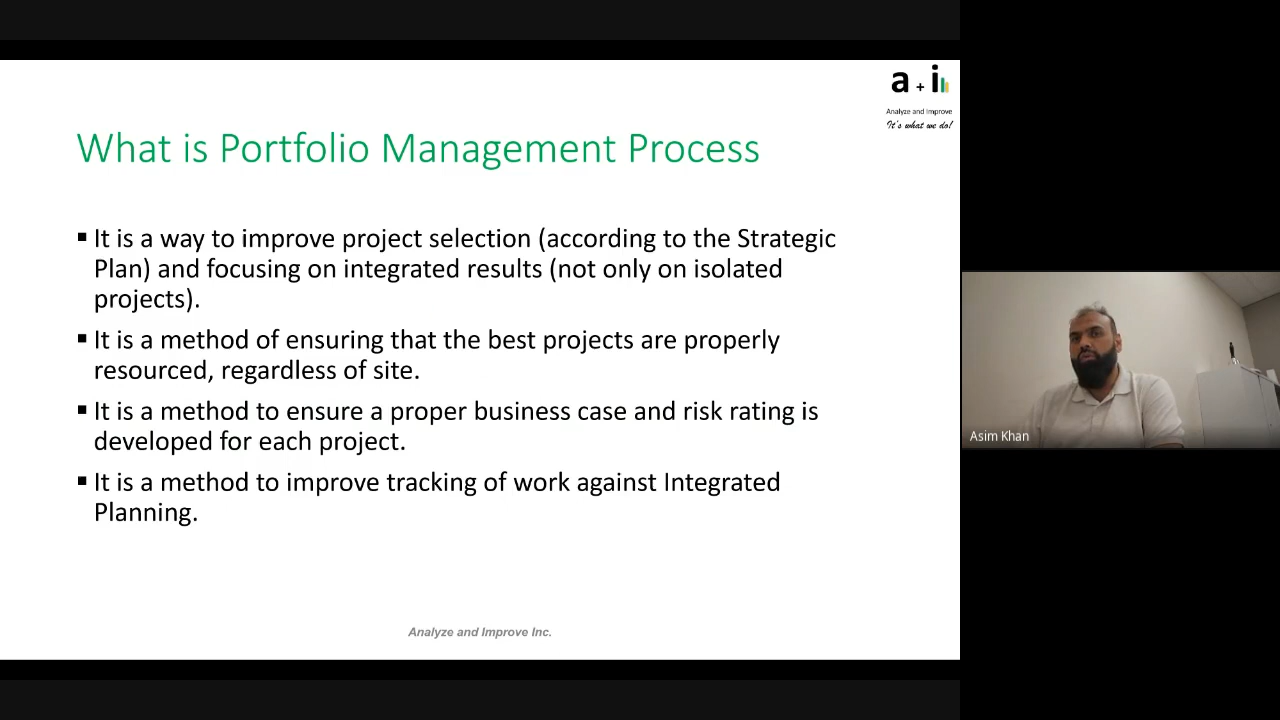 a + i
Analyze and Improve
It's what we do!
What is Portfolio Management Process
▪ It is a way to improve project selection (according to the Strategic
Plan) and focusing on integrated results (not only on isolated
projects).
▪ It is a method of ensuring that the best projects are properly
resourced, regardless of site.
▪ It is a method to ensure a proper business case and risk rating is
developed for each project.
▪ It is a method to improve tracking of work against Integrated
Planning.
Analyze and Improve Inc.
Asim Khan